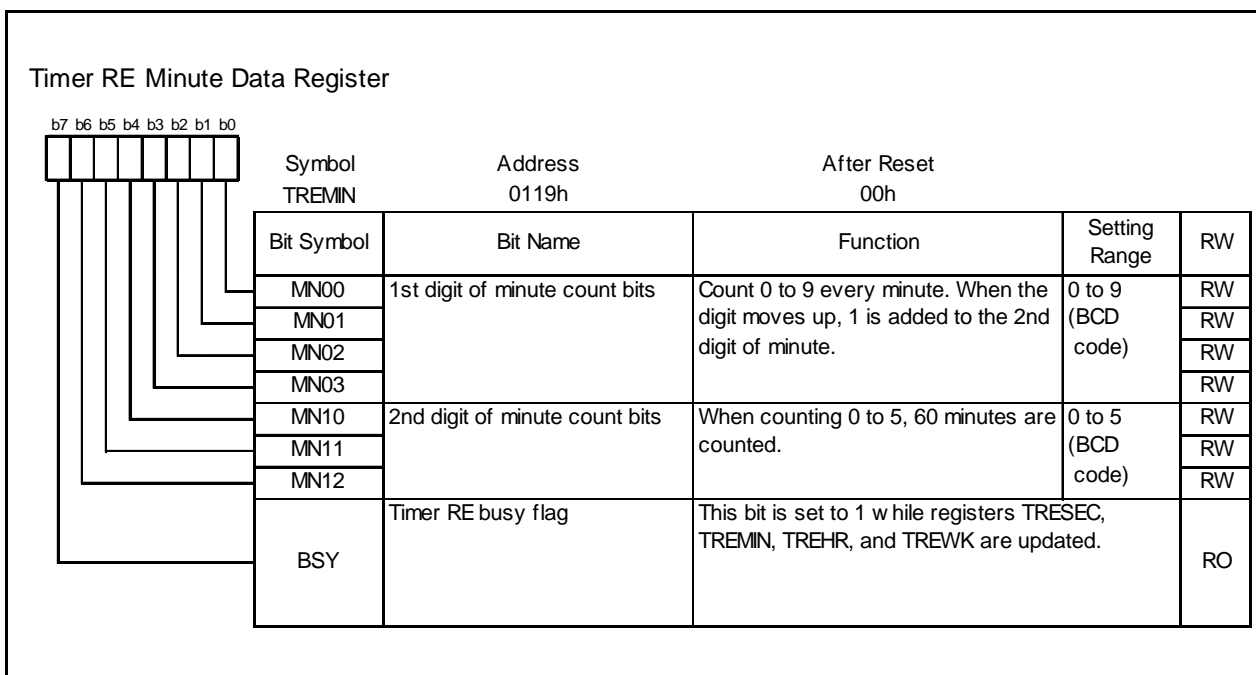 Timer RE Minute Data Register
b7 b6 b5 b4 b3 b2 b1 b0
Symbol Address After Reset
TREMIN 0119h 00h
Bit Symbol Bit Name Function Setting Range RW
MN00 1st digit of minute count bits Count 0 to 9 every minute. When the 0 to 9 RW
MN01 digit moves up, 1 is added to the 2nd (BCD RW
MN02 digit of minute. code) RW
MN03 RW
MN10 2nd digit of minute count bits When counting 0 to 5, 60 minutes are 0 to 5 RW
MN11 counted. (BCD RW
MN12 code) RW
Timer RE busy flag This bit is set to 1 w hile registers TRESEC,
TREMIN, TREHR, and TREWK are updated.
BSY RO